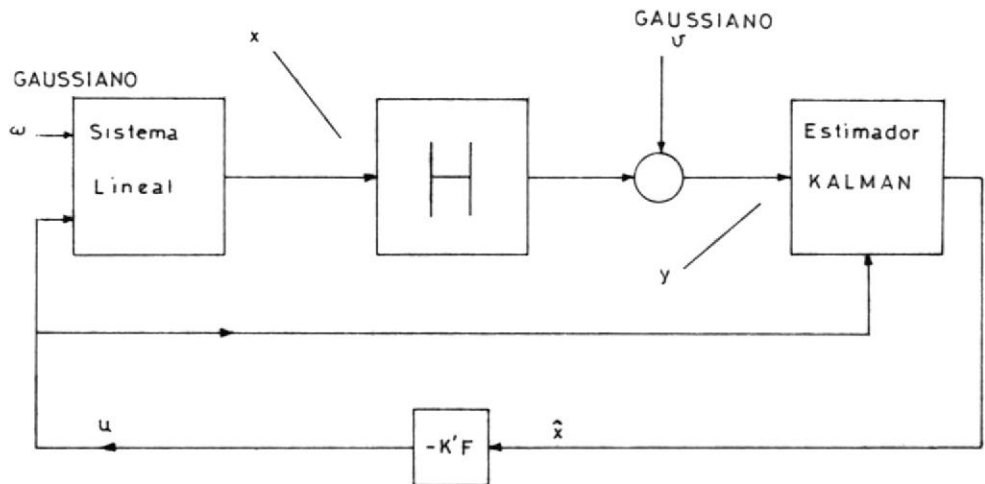 GAUSSIANO
υ
x
GAUSSIANO
ω
Sistema
Lineal
H
Estimador
KALMAN
y
u
-K'F
x̂